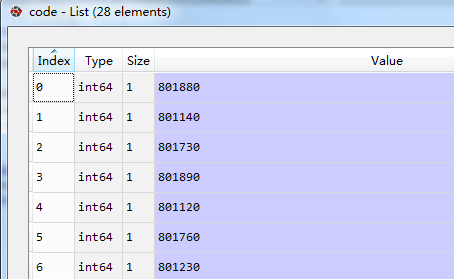 code - List (28 elements)
Index Type Size Value
0 int64 1 801880
1 int64 1 801140
2 int64 1 801730
3 int64 1 801890
4 int64 1 801120
5 int64 1 801760
6 int64 1 801230